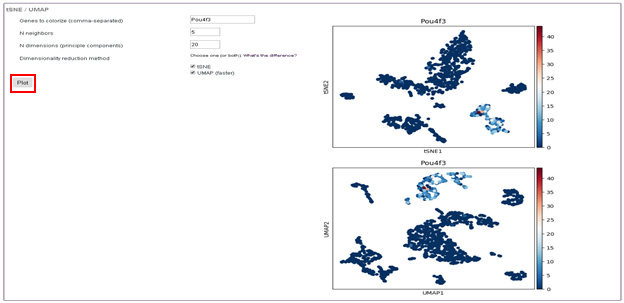 tSNE / UMAP
Genes to colorize (comma-separated)
Pou4f3
N neighbors
5
N dimensions (principle components)
20
Dimensionality reduction method
Choose one (or both): What's the difference?
tSNE
UMAP (faster)
Plot
Pou4f3
tSNE2
tSNE1
40
35
30
25
20
15
10
5
0
Pou4f3
UMAP2
UMAP1
40
35
30
25
20
15
10
5
0